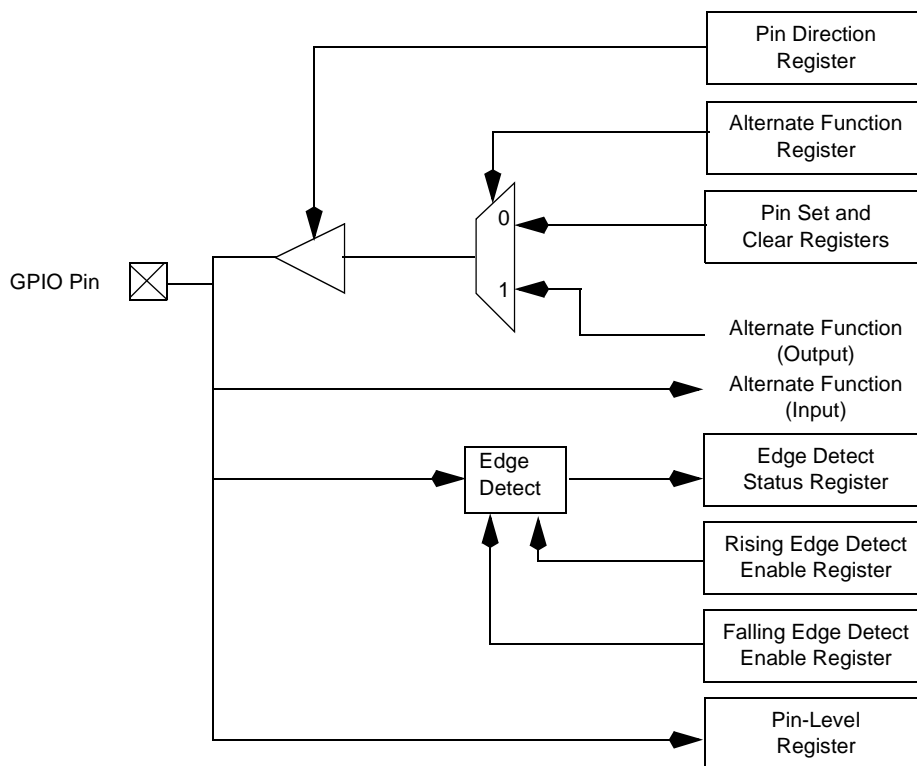 Pin Direction
Register
Alternate Function
Register
0
Pin Set and
Clear Registers
GPIO Pin
1
Alternate Function
(Output)
Alternate Function
(Input)
Edge
Detect
Edge Detect
Status Register
Rising Edge Detect
Enable Register
Falling Edge Detect
Enable Register
Pin-Level
Register